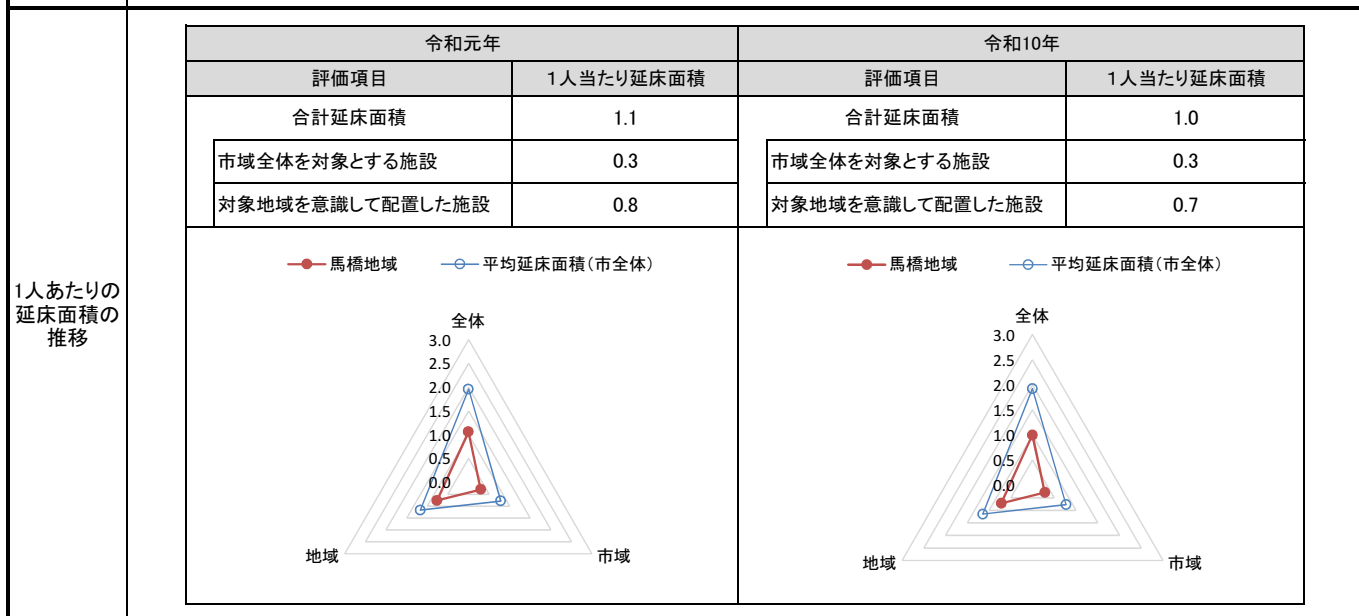 1人あたりの
延床面積の
推移
令和元年
令和10年
評価項目
1人当たり延床面積
評価項目
1人当たり延床面積
合計延床面積
1.1
合計延床面積
1.0
市域全体を対象とする施設
0.3
市域全体を対象とする施設
0.3
対象地域を意識して配置した施設
0.8
対象地域を意識して配置した施設
0.7
馬橋地域
平均延床面積(市全体)
全体
3.0
2.5
2.0
1.5
1.0
0.5
0.0
地域
市域
馬橋地域
平均延床面積(市全体)
全体
3.0
2.5
2.0
1.5
1.0
0.5
0.0
地域
市域